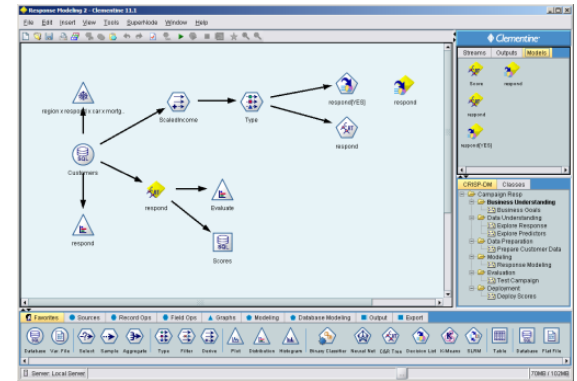 Response Modeling 2 - Clementine 11.1
File Edit Insert View Tools SuperNode Window Help
Clementine
Streams Outputs Models
Score
respond
respond
respond[YES]
region x respond x var x mortg..
ScaledIncome
Type
respond[YES]
respond
respond
Customers
respond
Evaluate
respond
Scores
CRISP-DM Classes
Campaign Resp
Business Understanding
Business Goals
Data Understanding
Explore Response
Explore Predictors
Data Preparation
Prepare Customer Data
Modeling
Response Modeling
Evaluation
Test Campaign
Deployment
Deploy Scores
Favorites Sources Record Ops Field Ops Graphs Modeling Database Modeling Output Export
Database Var. File Select Sample Aggregate Type Filter Derive Plot Distribution Histogram Binary Classifier Neural Net C&R Tree Decision List K-Means SLRM Table Database Flat File
Server: Local Server
70MB / 102MB